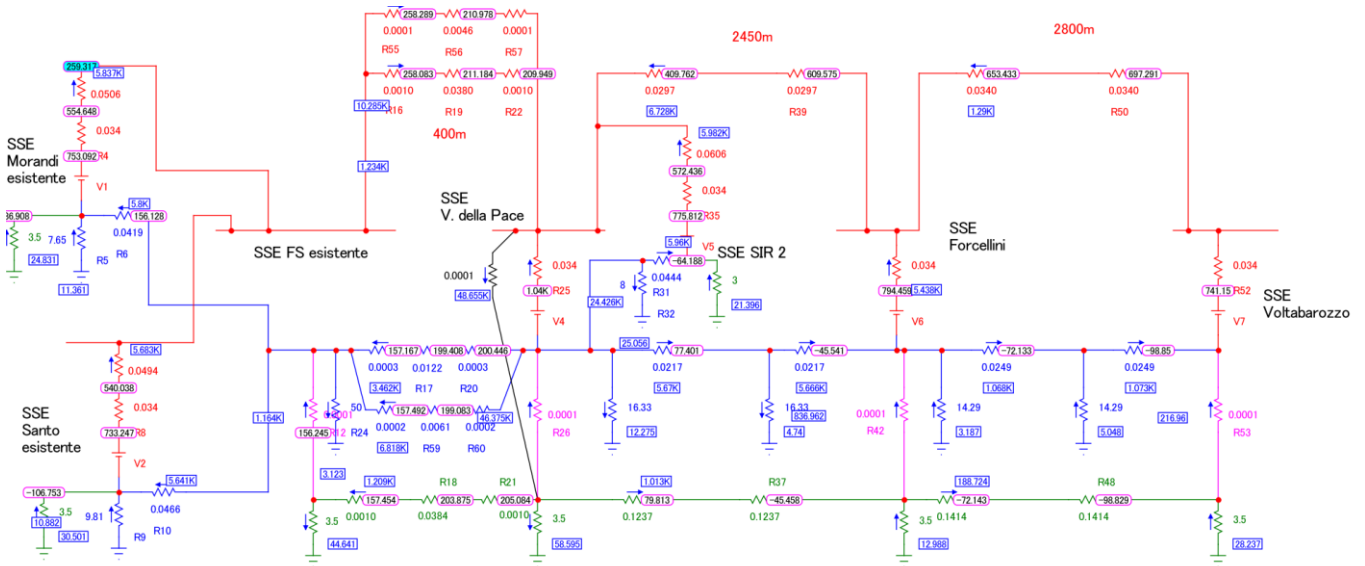 258.289
210.978
0.0001
0.0046
0.0001
R55
R56
R57
2450m
2800m
259.317
5.837K
258.083
211.184
209.949
409.762
609.575
653.433
697.291
0.0506
0.0010
0.0380
0.0010
0.0297
0.0297
0.0340
0.0340
554.648
10.285K
R16
R19
R22
6.728K
R39
1.29K
R50
0.034
400m
5.982K
SSE
Morandi
esistente
753.092
R4
0.0606
1.234K
572.436
V1
0.034
SSE
V. della Pace
5.8K
156.128
775.812
R35
SSE
Forcellini
3.5
7.65
0.0419
SSE FS esistente
5.96K
V5
SSE SIR 2
-64.188
24.831
R5
R6
0.0001
0.034
8
0.0444
3
0.034
0.034
11.361
48.655K
1.04K
R25
24.426K
R31
21.396
794.459
5.438K
741.15
R52
R32
V4
V6
V7
SSE
Voltabarozzo
5.683K
25.056
0.0494
157.167
199.408
200.446
77.401
-45.541
-72.133
-98.85
540.038
0.0003
0.0122
0.0003
0.0217
0.0217
0.0249
0.0249
0.034
3.462K
R17
R20
5.67K
5.666K
1.068K
1.073K
SSE
Santo
esistente
733.247
R8
1.164K
50
157.492
199.083
46.375K
16.33
16.33
836.962
0.0001
14.29
14.29
216.96
0.0001
R12
R24
0.0002
0.0061
0.0002
0.0001
156.245
6.818K
R59
R60
R26
12.275
4.74
R42
3.187
5.048
R53
V2
3.123
5.641K
1.209K
R18
R21
1.013K
R37
188.724
R48
-106.753
157.454
203.875
205.084
79.813
-45.458
-72.143
-98.829
3.5
0.0466
10.882
9.81
3.5
0.0010
0.0384
0.0010
3.5
0.1237
0.1237
3.5
0.1414
0.1414
3.5
30.501
R9
R10
44.641
58.595
12.988
28.237